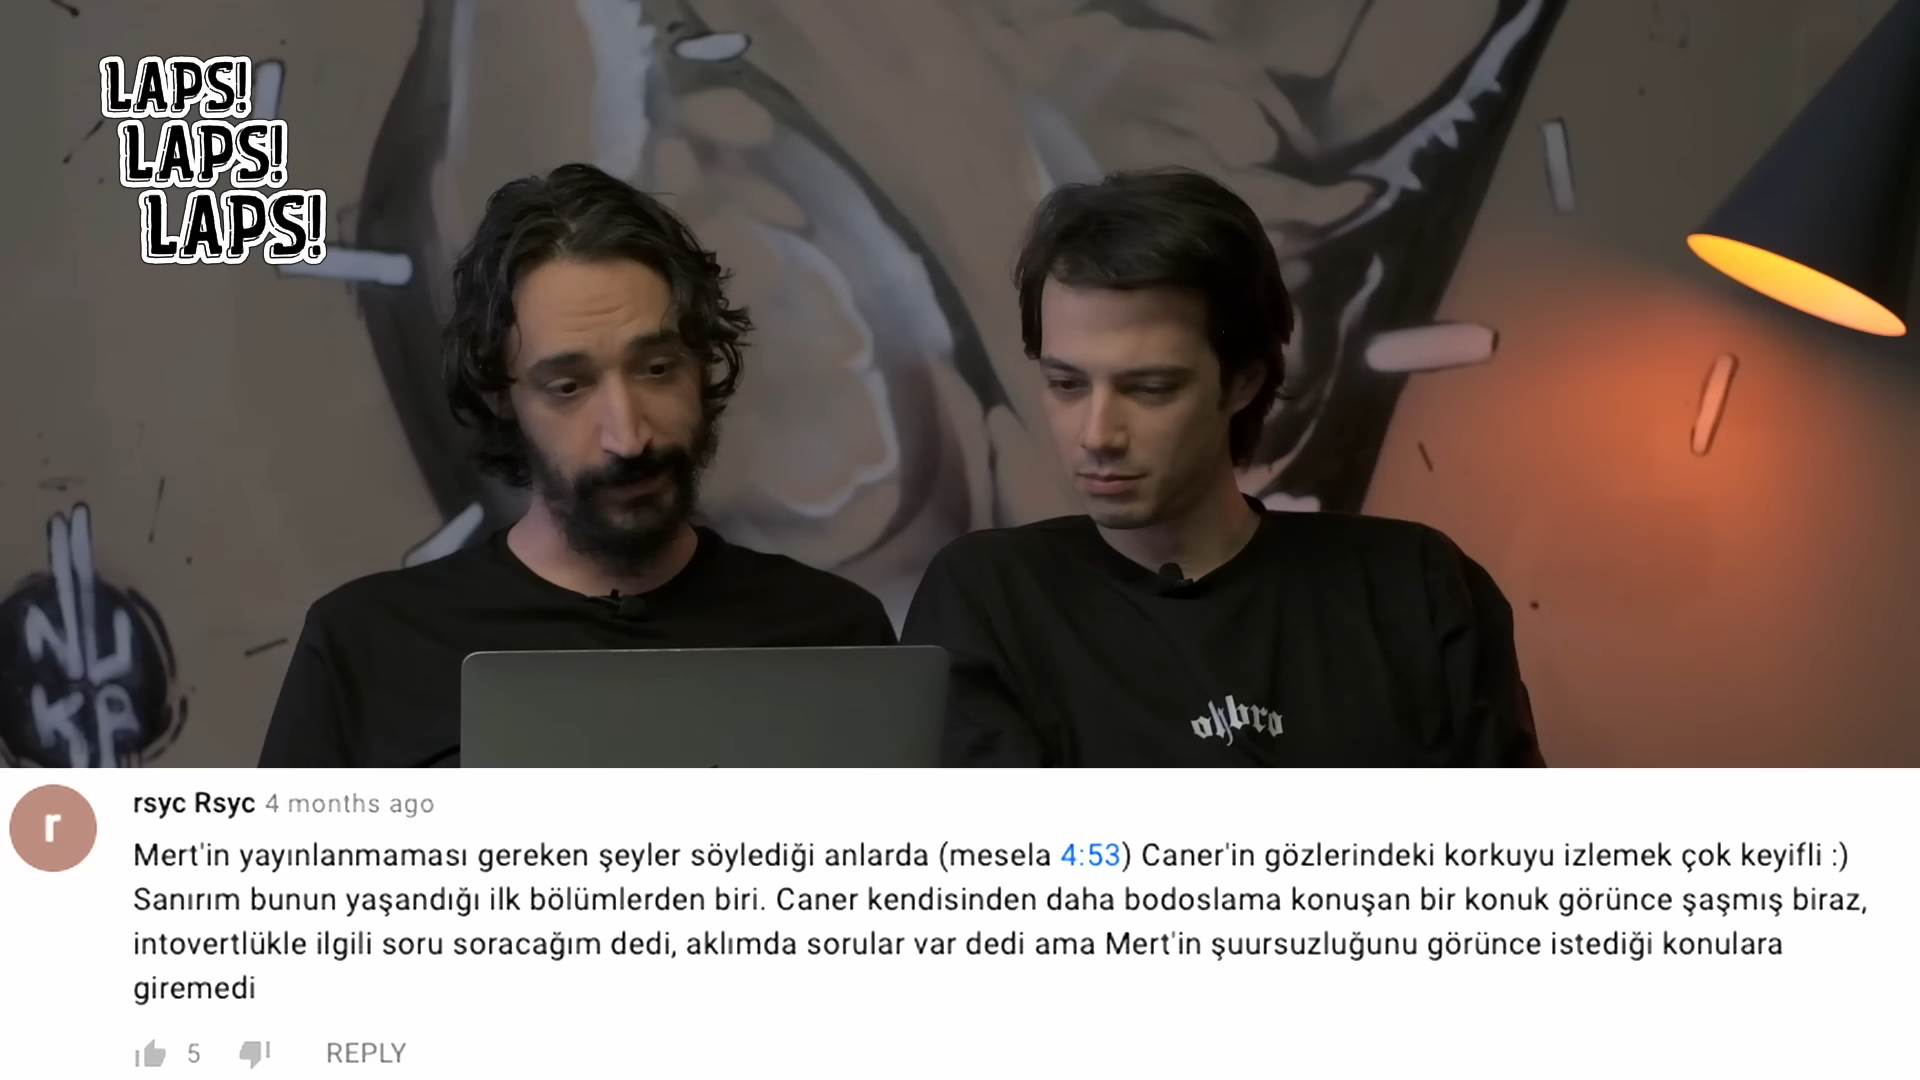 LAPS!
LAPS!
LAPS!
NU
KA
ohbro
r
rsyc Rsyc 4 months ago
Mert'in yayınlanmaması gereken şeyler söylediği anlarda (mesela 4:53) Caner'in gözlerindeki korkuyu izlemek çok keyifli :)
Sanırım bunun yaşandığı ilk bölümlerden biri. Caner kendisinden daha bodoslama konuşan bir konuk görünce şaşmış biraz,
intovertlükle ilgili soru soracağım dedi, aklımda sorular var dedi ama Mert'in şuursuzluğunu görünce istediği konulara
giremedi
5 REPLY